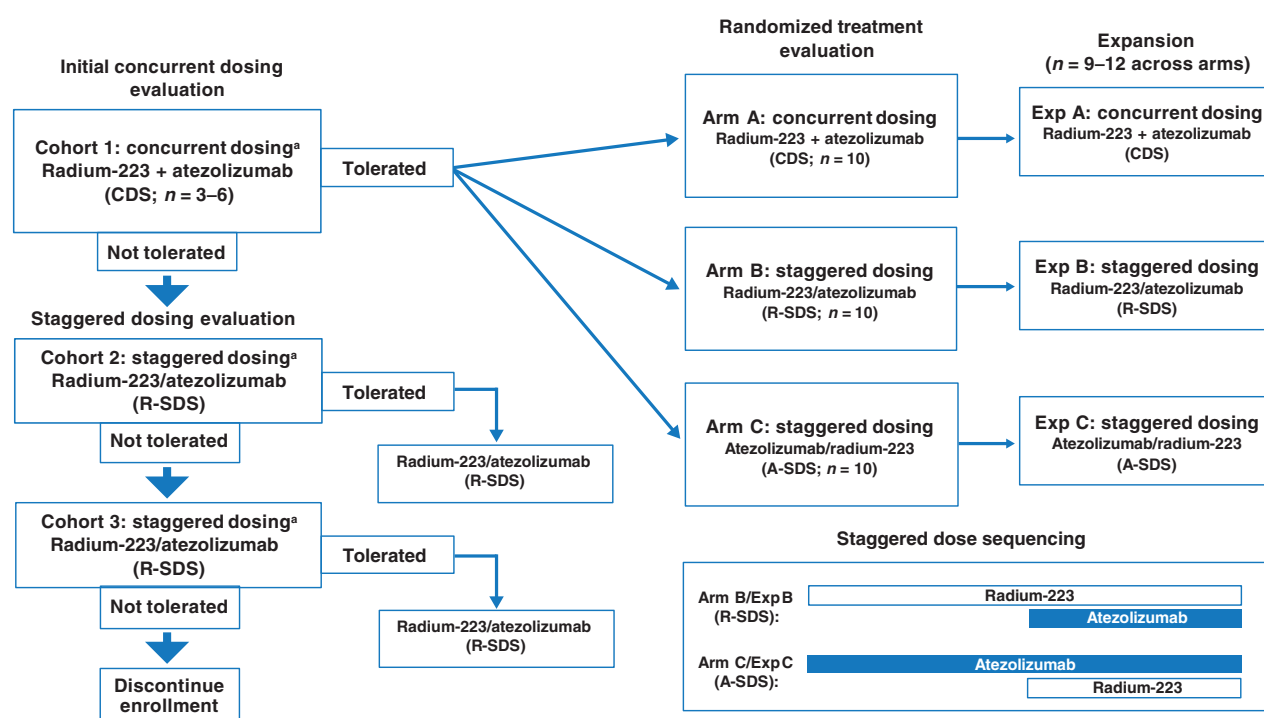 Initial concurrent dosing
evaluation
Cohort 1: concurrent dosingᵃ
Radium-223 + atezolizumab
(CDS; n = 3–6)
Tolerated
Not tolerated
Staggered dosing evaluation
Cohort 2: staggered dosingᵃ
Radium-223/atezolizumab
(R-SDS)
Tolerated
Not tolerated
Radium-223/atezolizumab
(R-SDS)
Cohort 3: staggered dosingᵃ
Radium-223/atezolizumab
(R-SDS)
Tolerated
Not tolerated
Radium-223/atezolizumab
(R-SDS)
Discontinue
enrollment
Randomized treatment
evaluation
Arm A: concurrent dosing
Radium-223 + atezolizumab
(CDS; n = 10)
Arm B: staggered dosing
Radium-223/atezolizumab
(R-SDS; n = 10)
Arm C: staggered dosing
Atezolizumab/radium-223
(A-SDS; n = 10)
Expansion
(n = 9–12 across arms)
Exp A: concurrent dosing
Radium-223 + atezolizumab
(CDS)
Exp B: staggered dosing
Radium-223/atezolizumab
(R-SDS)
Exp C: staggered dosing
Atezolizumab/radium-223
(A-SDS)
Staggered dose sequencing
Arm B/Exp B
(R-SDS):
Radium-223
Atezolizumab
Arm C/Exp C
(A-SDS):
Atezolizumab
Radium-223